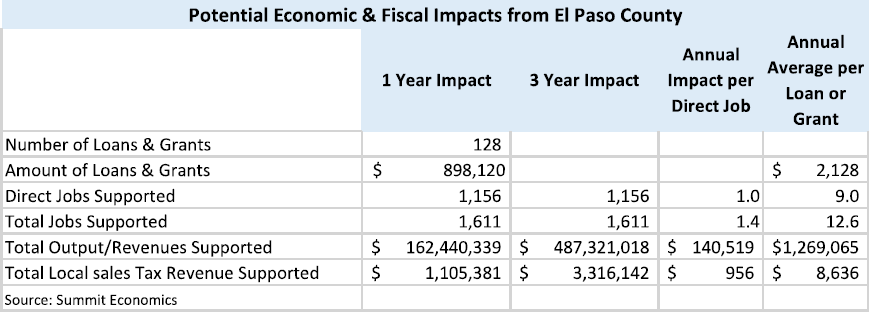 Potential Economic & Fiscal Impacts from El Paso County
1 Year Impact 3 Year Impact Annual Impact per Direct Job Annual Average per Loan or Grant
Number of Loans & Grants 128
Amount of Loans & Grants $ 898,120 $ 2,128
Direct Jobs Supported 1,156 1,156 1.0 9.0
Total Jobs Supported 1,611 1,611 1.4 12.6
Total Output/Revenues Supported $ 162,440,339 $ 487,321,018 $ 140,519 $1,269,065
Total Local sales Tax Revenue Supported $ 1,105,381 $ 3,316,142 $ 956 $ 8,636
Source: Summit Economics